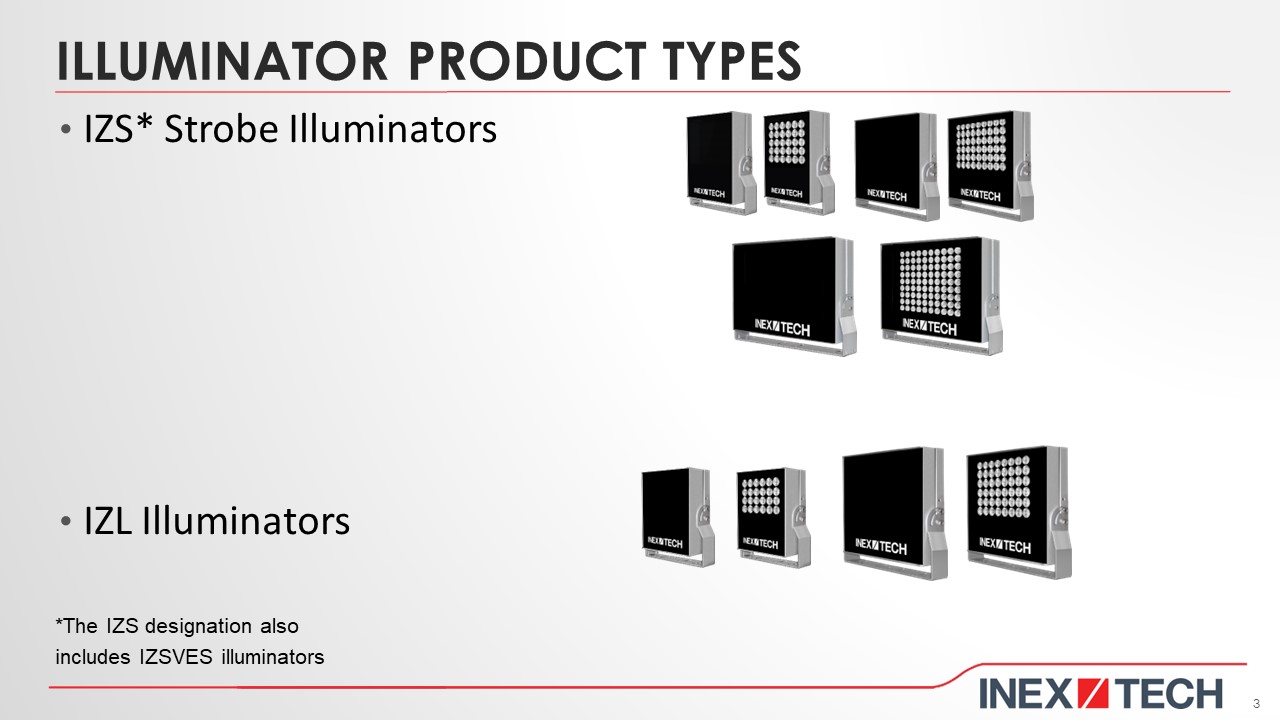 ILLUMINATOR PRODUCT TYPES
• IZS* Strobe Illuminators
INEX TECH
INEX TECH
INEX TECH
INEX TECH
INEX TECH
INEX TECH
• IZL Illuminators
INEX TECH
INEX TECH
INEX TECH
INEX TECH
*The IZS designation also
includes IZSVES illuminators
INEX TECH
3